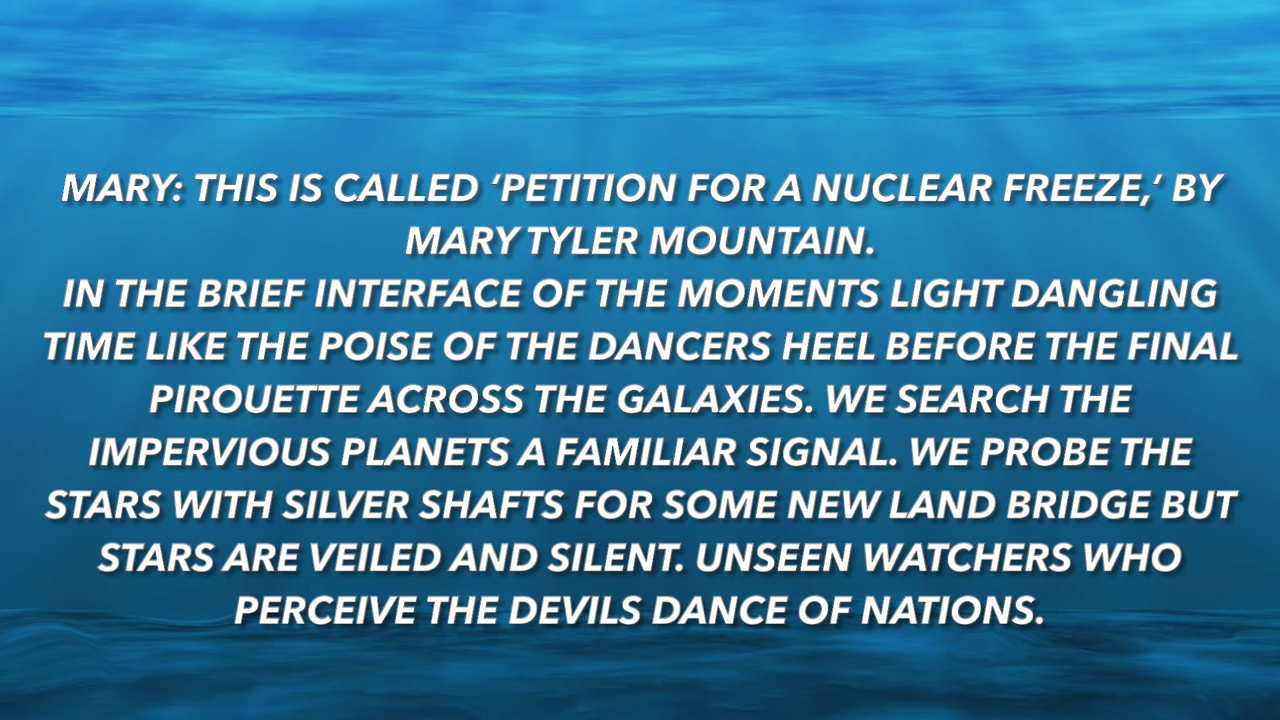 MARY: THIS IS CALLED ‘PETITION FOR A NUCLEAR FREEZE,’ BY
MARY TYLER MOUNTAIN.
IN THE BRIEF INTERFACE OF THE MOMENTS LIGHT DANGLING
TIME LIKE THE POISE OF THE DANCERS HEEL BEFORE THE FINAL
PIROUETTE ACROSS THE GALAXIES. WE SEARCH THE
IMPERVIOUS PLANETS A FAMILIAR SIGNAL. WE PROBE THE
STARS WITH SILVER SHAFTS FOR SOME NEW LAND BRIDGE BUT
STARS ARE VEILED AND SILENT. UNSEEN WATCHERS WHO
PERCEIVE THE DEVILS DANCE OF NATIONS.